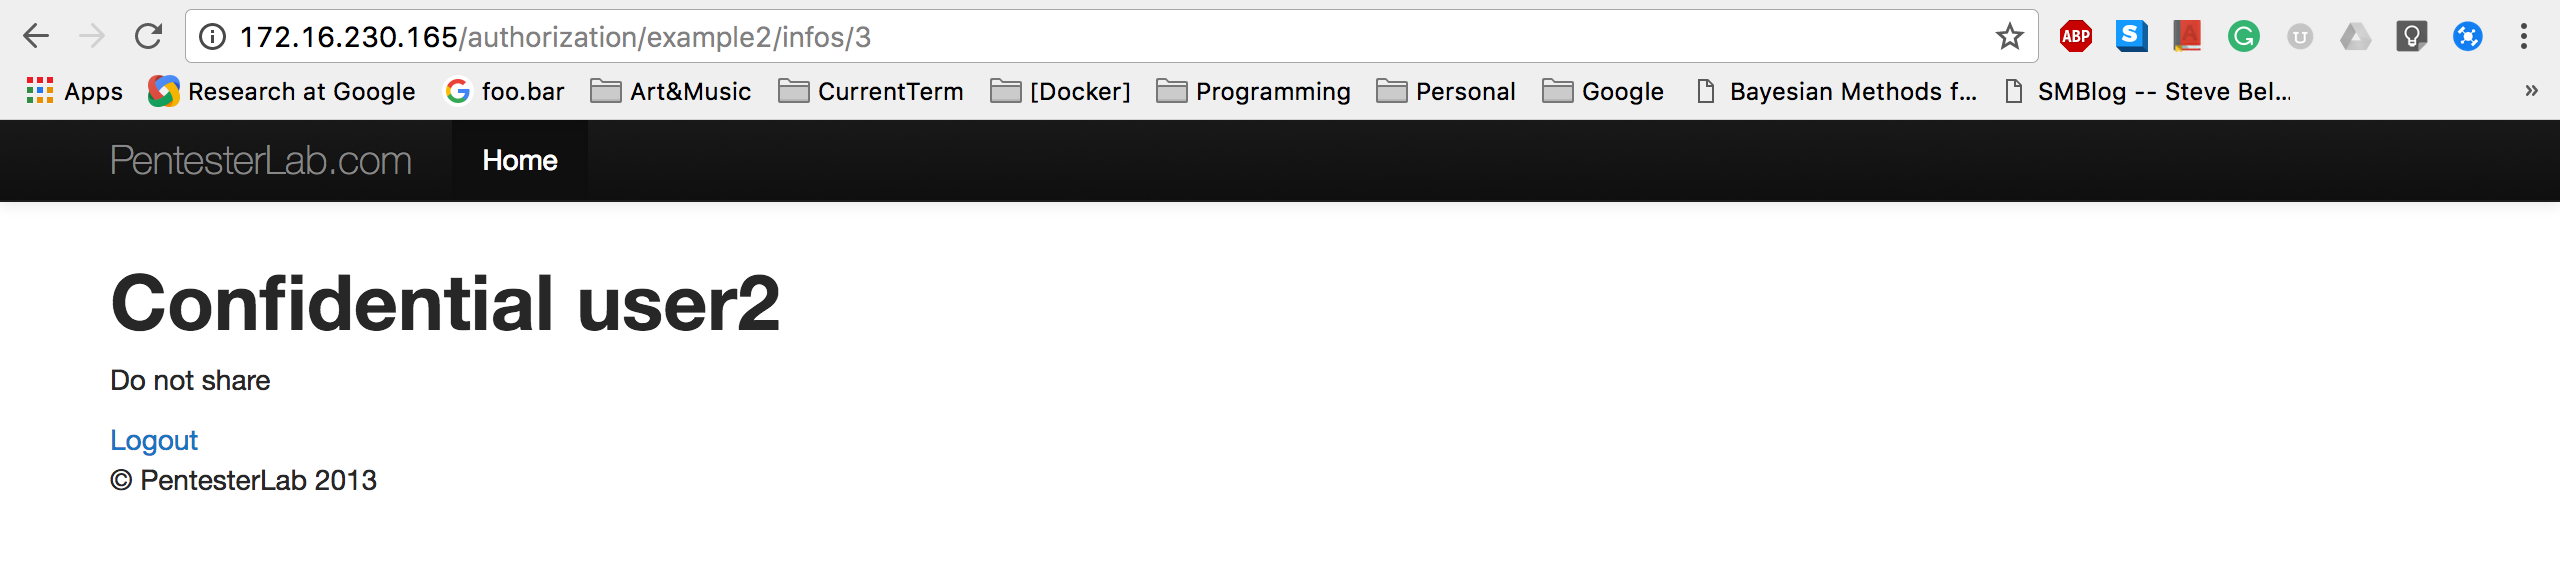 172.16.230.165/authorization/example2/infos/3
ABP S A G U
Apps Research at Google G foo.bar Art&Music CurrentTerm [Docker] Programming Personal Google Bayesian Methods f... SMBlog -- Steve Bel... »
PentesterLab.com Home
Confidential user2
Do not share
Logout
© PentesterLab 2013